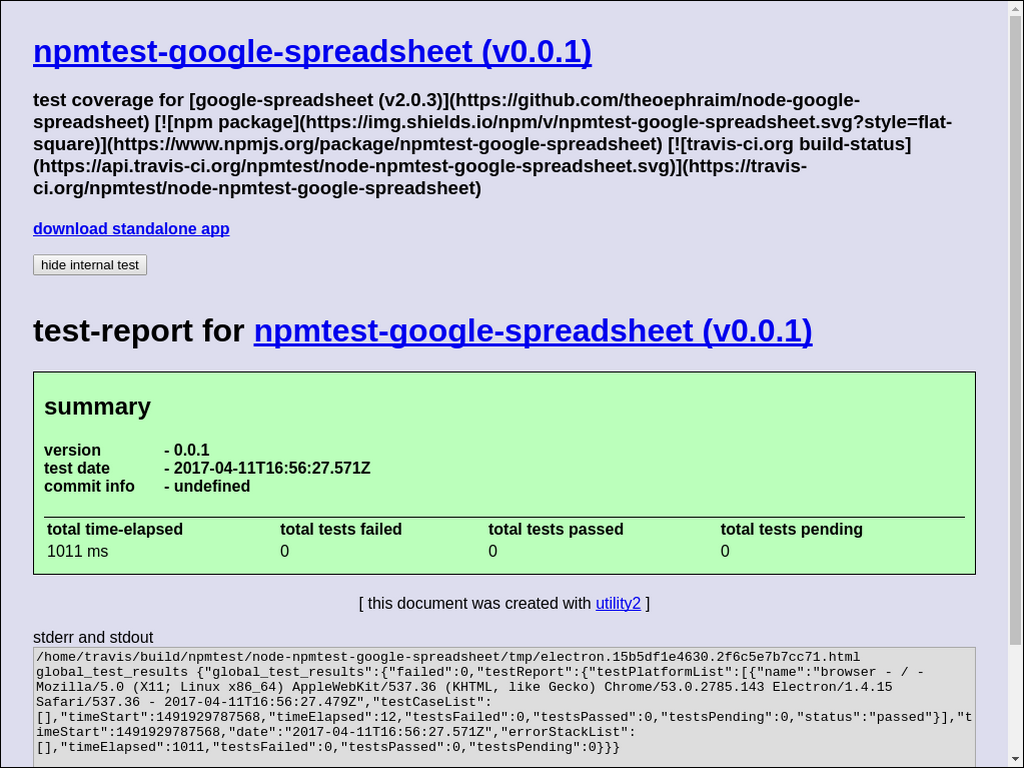 npmtest-google-spreadsheet (v0.0.1)
test coverage for [google-spreadsheet (v2.0.3)](https://github.com/theoephraim/node-google-
spreadsheet) [![npm package](https://img.shields.io/npm/v/npmtest-google-spreadsheet.svg?style=flat-
square)](https://www.npmjs.org/package/npmtest-google-spreadsheet) [![travis-ci.org build-status]
(https://api.travis-ci.org/npmtest/node-npmtest-google-spreadsheet.svg)](https://travis-
ci.org/npmtest/node-npmtest-google-spreadsheet)
download standalone app
hide internal test
test-report for npmtest-google-spreadsheet (v0.0.1)
summary
version - 0.0.1
test date - 2017-04-11T16:56:27.571Z
commit info - undefined
total time-elapsed total tests failed total tests passed total tests pending
1011 ms 0 0 0
[ this document was created with utility2 ]
stderr and stdout
/home/travis/build/npmtest/node-npmtest-google-spreadsheet/tmp/electron.15b5df1e4630.2f6c5e7b7cc71.html
global_test_results {"global_test_results":{"failed":0,"testReport":{"testPlatformList":[{"name":"browser - / -
Mozilla/5.0 (X11; Linux x86_64) AppleWebKit/537.36 (KHTML, like Gecko) Chrome/53.0.2785.143 Electron/1.4.15
Safari/537.36 - 2017-04-11T16:56:27.479Z","testCaseList":
[],"timeStart":1491929787568,"timeElapsed":12,"testsFailed":0,"testsPassed":0,"testsPending":0,"status":"passed"}],"t
imeStart":1491929787568,"date":"2017-04-11T16:56:27.571Z","errorStackList":
[],"timeElapsed":1011,"testsFailed":0,"testsPassed":0,"testsPending":0}}}